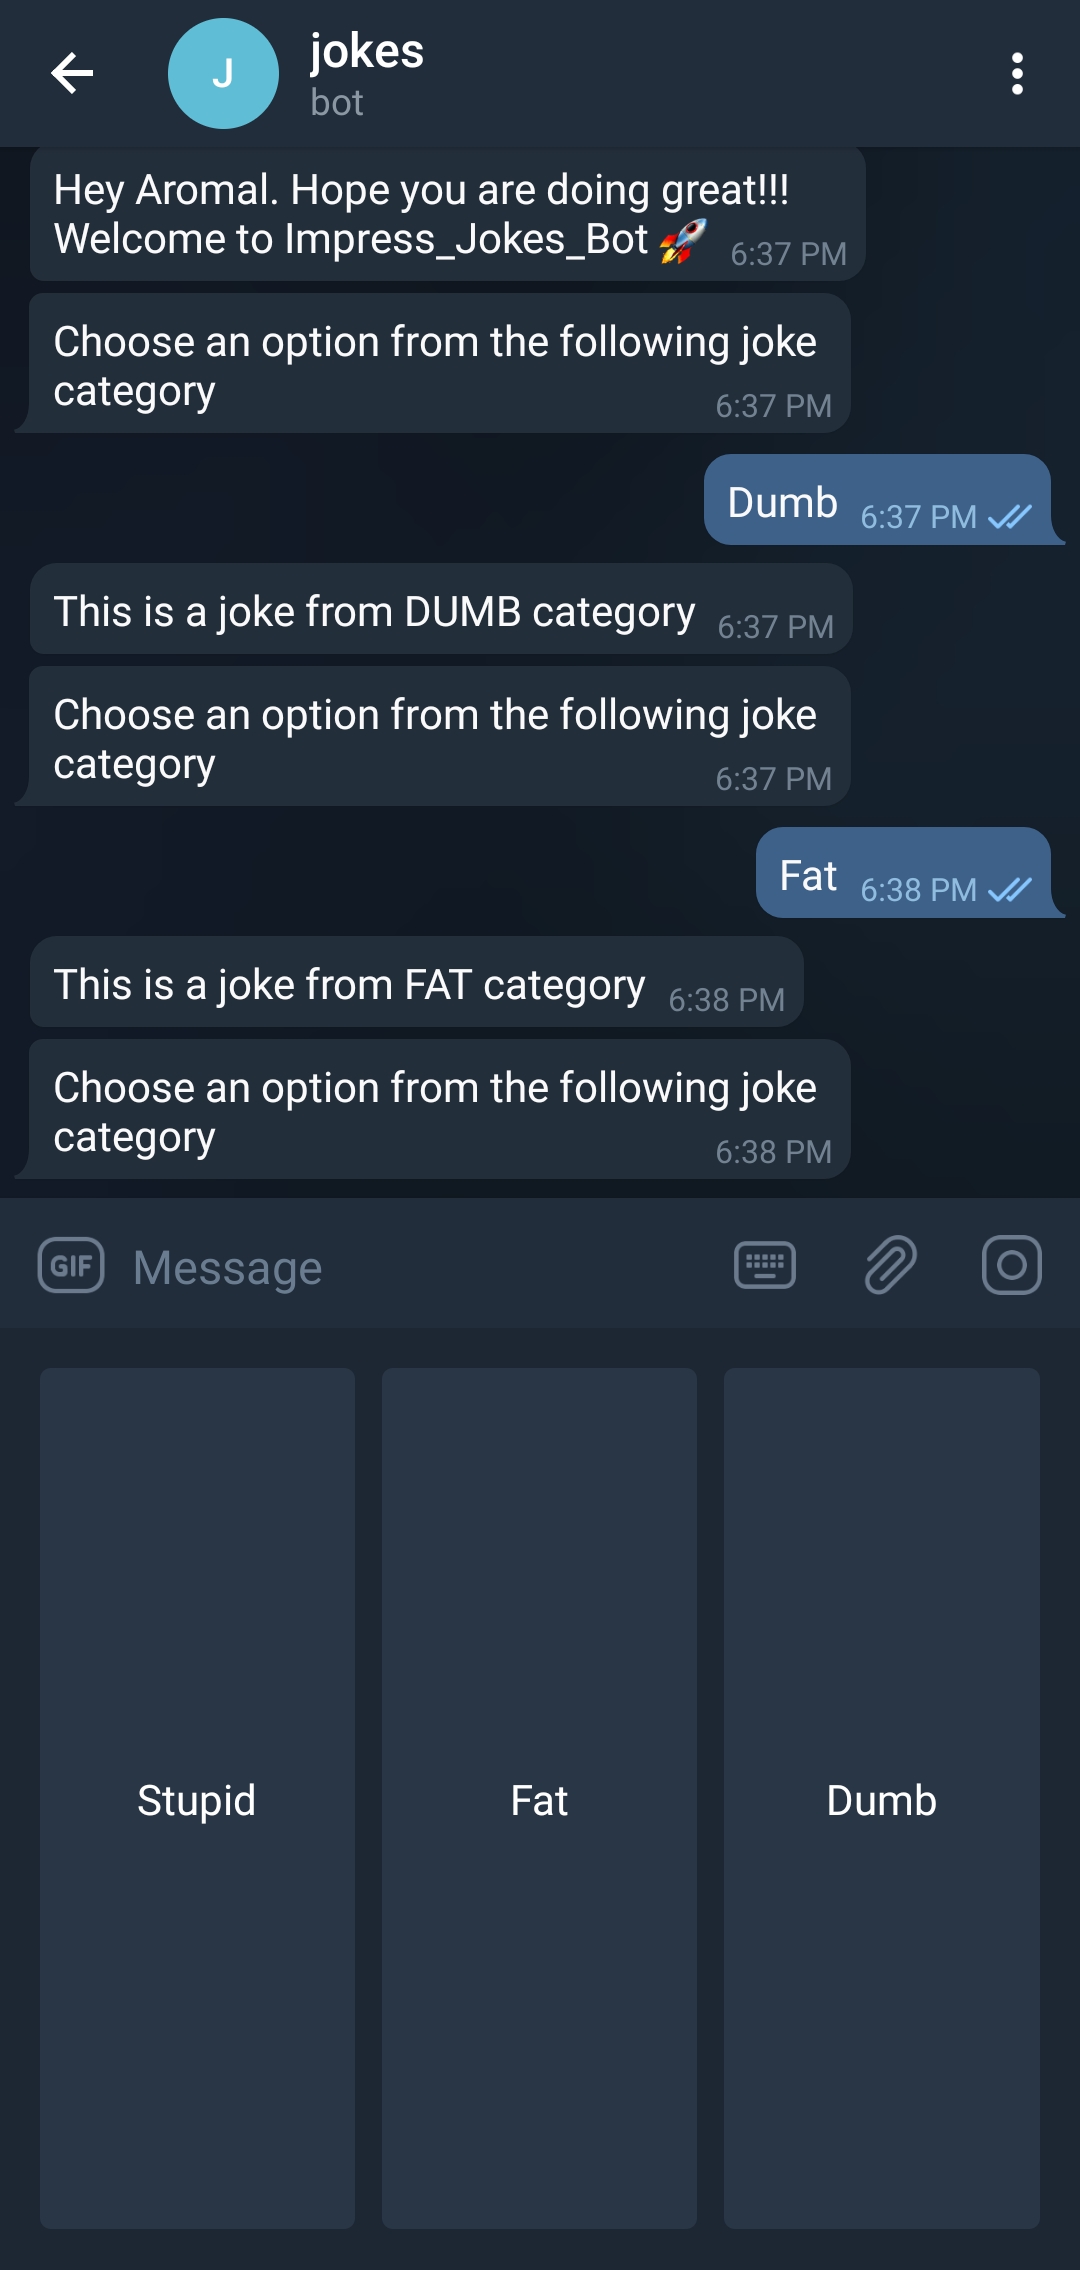 J
jokes
bot
Hey Aromal. Hope you are doing great!!!
Welcome to Impress_Jokes_Bot 🚀 6:37 PM
Choose an option from the following joke
category
6:37 PM
Dumb 6:37 PM
This is a joke from DUMB category 6:37 PM
Choose an option from the following joke
category
6:37 PM
Fat 6:38 PM
This is a joke from FAT category 6:38 PM
Choose an option from the following joke
category
6:38 PM
GIF Message
Stupid Fat Dumb